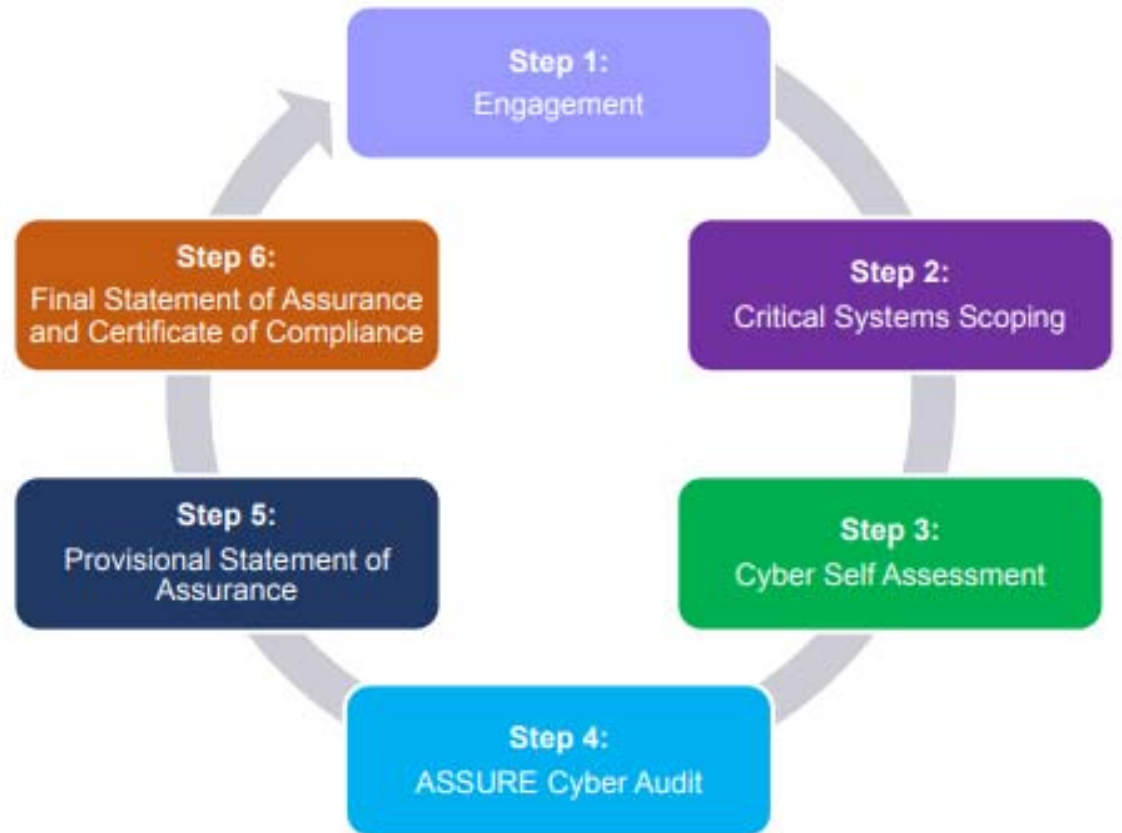 Step 1:
Engagement
Step 2:
Critical Systems Scoping
Step 3:
Cyber Self Assessment
Step 4:
ASSURE Cyber Audit
Step 5:
Provisional Statement of
Assurance
Step 6:
Final Statement of Assurance
and Certificate of Compliance